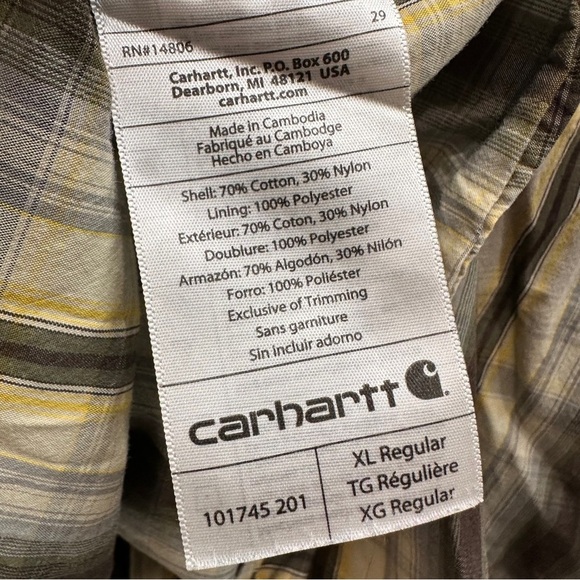 29
RN#14806
Carhartt, Inc. P.O. Box 600
Dearborn, MI 48121 USA
carhartt.com
Made in Cambodia
Fabriqué au Cambodge
Hecho en Camboya
Shell: 70% Cotton, 30% Nylon
Lining: 100% Polyester
Extérieur: 70% Coton, 30% Nylon
Doublure: 100% Polyester
Armazón: 70% Algodón, 30% Nilón
Forro: 100% Poliéster
Exclusive of Trimming
Sans garniture
Sin incluir adorno
carhartt
101745 201
XL Regular
TG Régulière
XG Regular